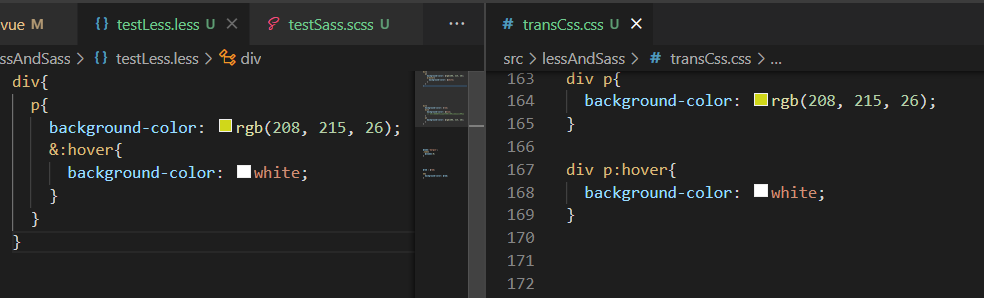 vue M
{} testLess.less U ×
testSass.scss U
...
ssAndSass > {} testLess.less > div
div{
p{
background-color: rgb(208, 215, 26);
&:hover{
background-color: white;
}
}
}
# transCss.css U ×
src > lessAndSass > # transCss.css > ...
163 div p{
164 background-color: rgb(208, 215, 26);
165 }
166
167 div p:hover{
168 background-color: white;
169 }
170
171
172